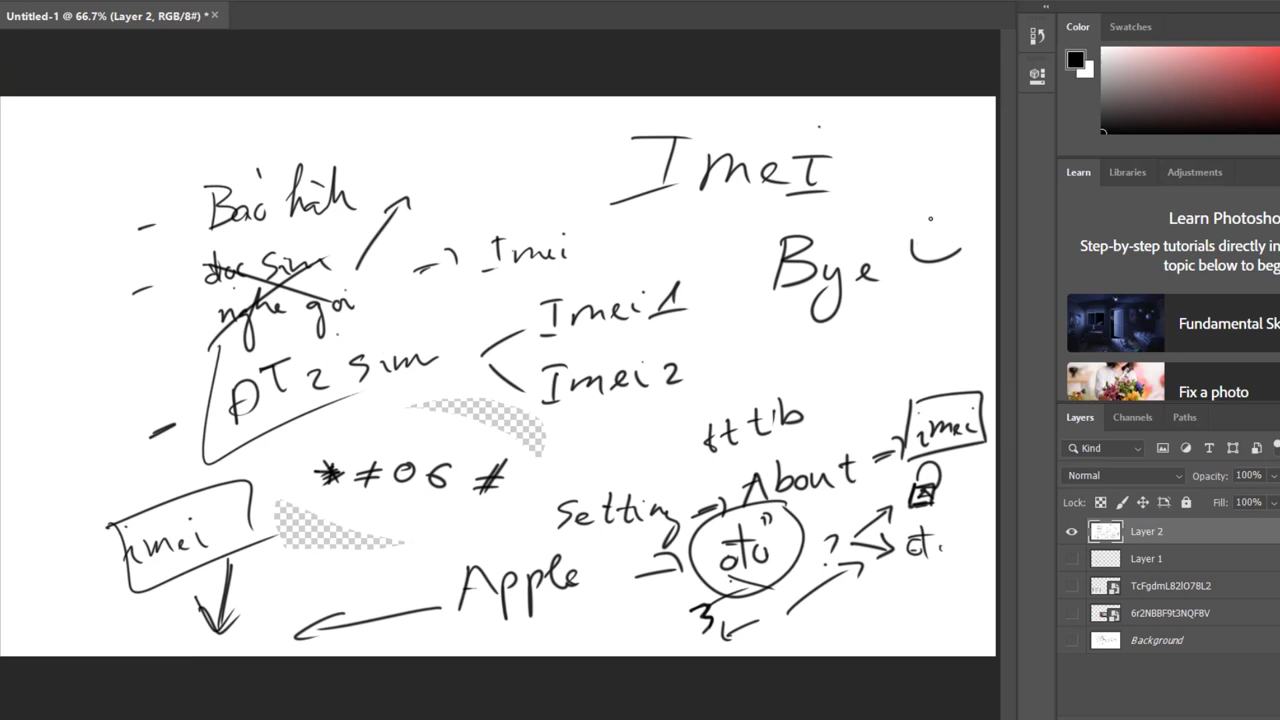 Untitled-1 @ 66.7% (Layer 2, RGB/8#) *
Color
Swatches
Learn
Libraries
Adjustments
Learn Photosho
Step-by-step tutorials directly in
topic below to beg
Fundamental Sk
Fix a photo
Layers
Channels
Paths
Kind
Normal
Opacity: 100%
Lock:
Fill: 100%
Layer 2
Layer 1
TcFgdmL82lO78L2
6r2NBBF9t3NQF8V
Background
Imei
Bye
- Bảo hành
- đọc sim
nghe gọi
=> Imei
- ĐT 2 sim
Imei 1
Imei 2
*#06#
imei
Setting => About => imei
Apple
3